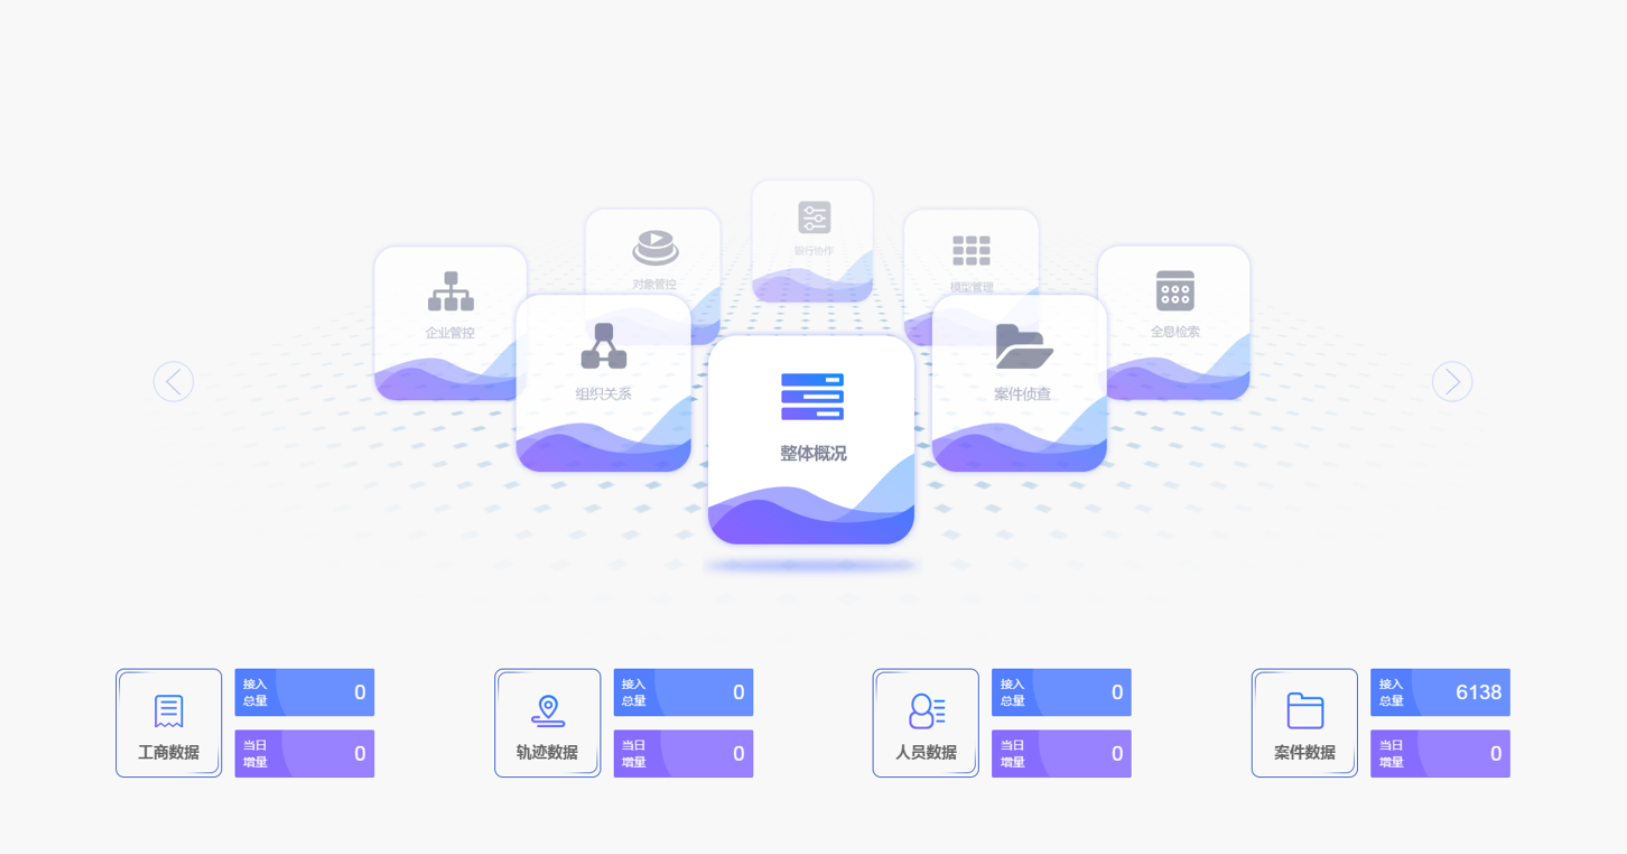 银行协作
对象管控
模型管理
企业管控
全息检索
组织关系
案件侦查
整体概况
工商数据
接入
总量
0
当日
增量
0
轨迹数据
接入
总量
0
当日
增量
0
人员数据
接入
总量
0
当日
增量
0
案件数据
接入
总量
6138
当日
增量
0